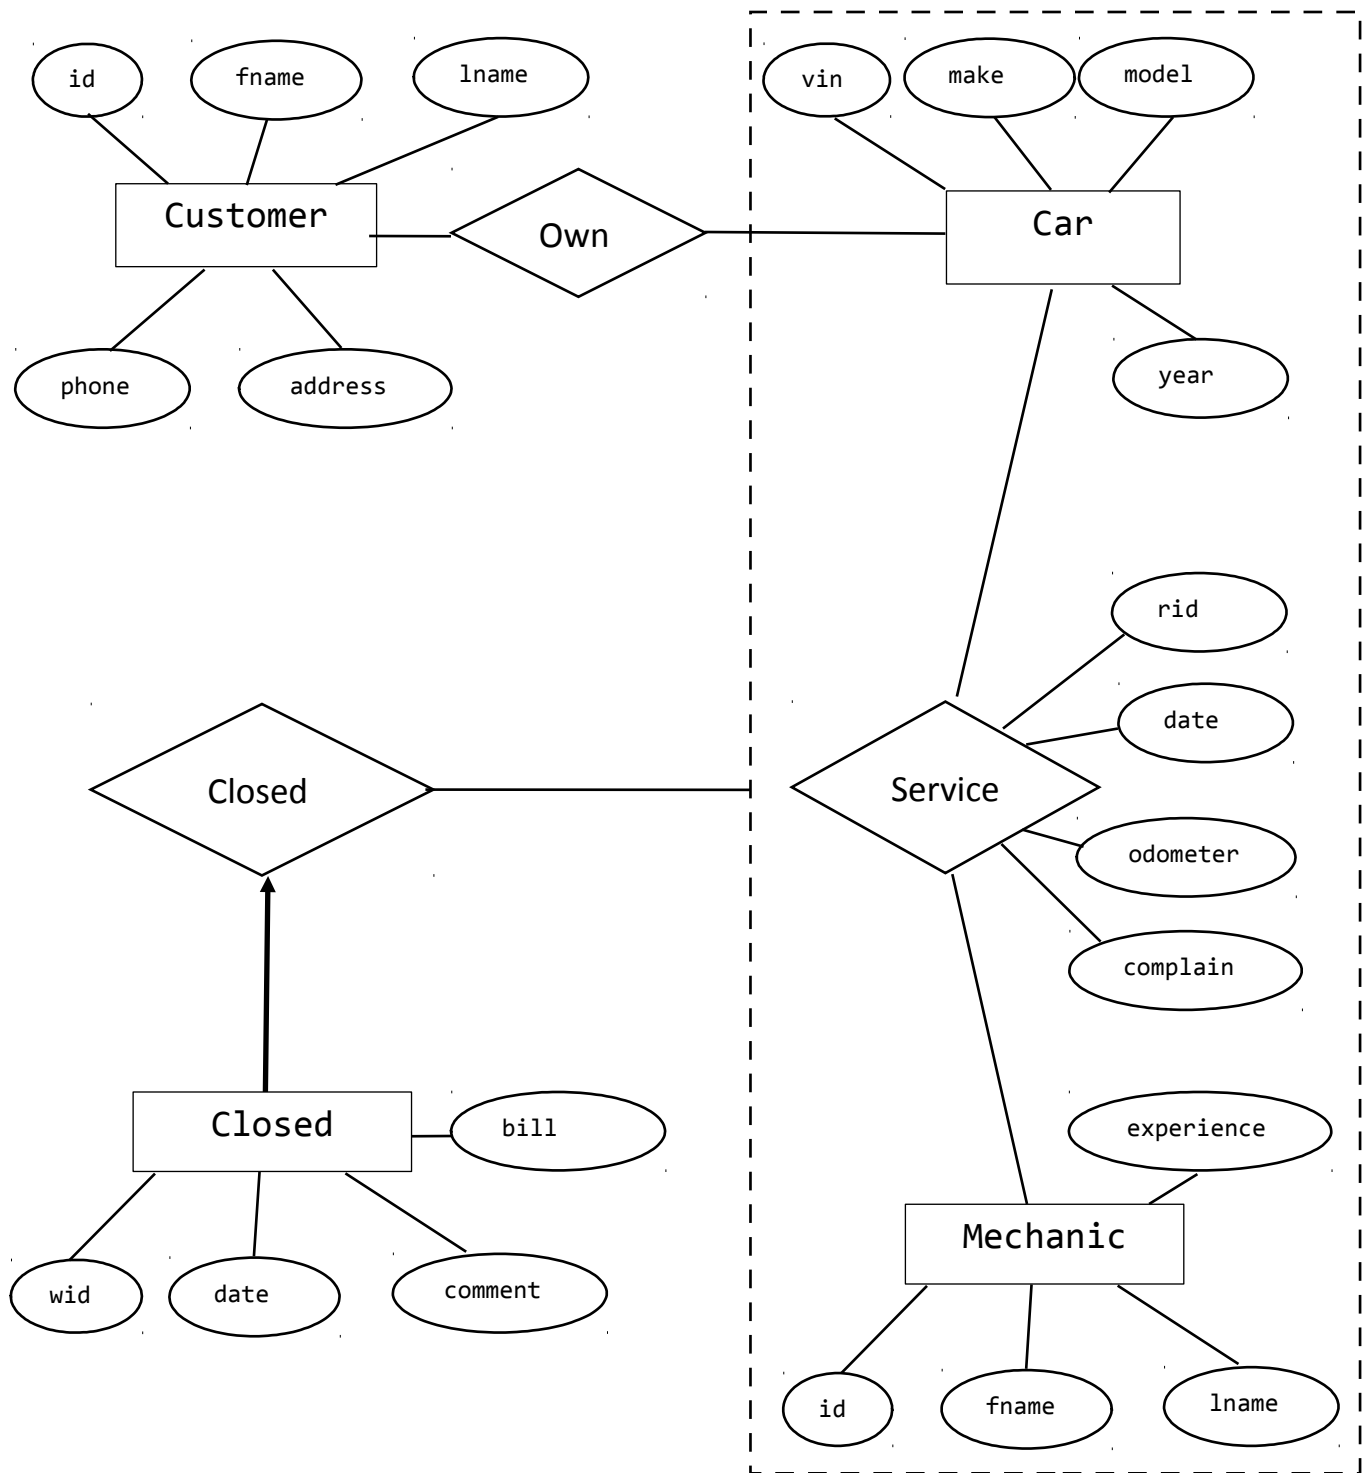 id
fname
lname
vin
make
model
Customer
Own
Car
phone
address
year
rid
date
Closed
Service
odometer
complain
Closed
bill
experience
Mechanic
wid
date
comment
id
fname
lname